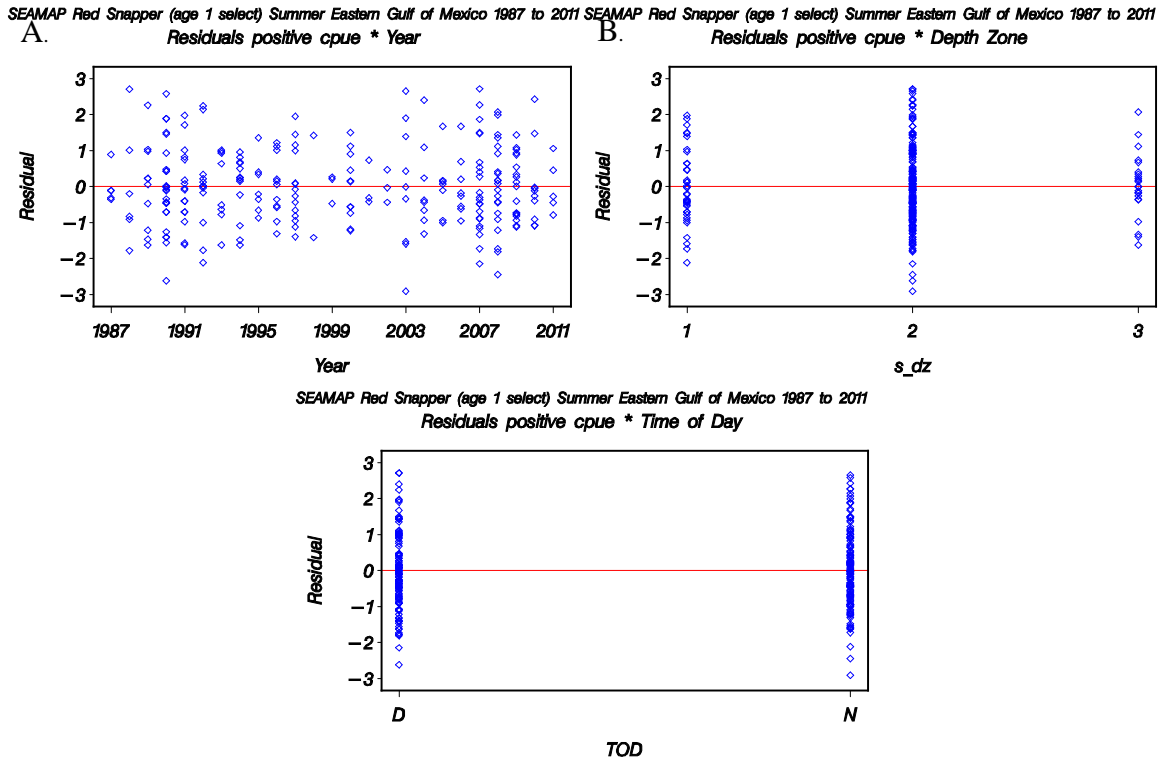 SEAMAP Red Snapper (age 1 select) Summer Eastern Gulf of Mexico 1987 to 2011
A.
Residuals positive cpue * Year
3
2
1
0
−1
−2
−3
Residual
1987 1991 1995 1999 2003 2007 2011
Year
SEAMAP Red Snapper (age 1 select) Summer Eastern Gulf of Mexico 1987 to 2011
B.
Residuals positive cpue * Depth Zone
3
2
1
0
−1
−2
−3
Residual
1 2 3
s_dz
SEAMAP Red Snapper (age 1 select) Summer Eastern Gulf of Mexico 1987 to 2011
Residuals positive cpue * Time of Day
3
2
1
0
−1
−2
−3
Residual
D N
TOD